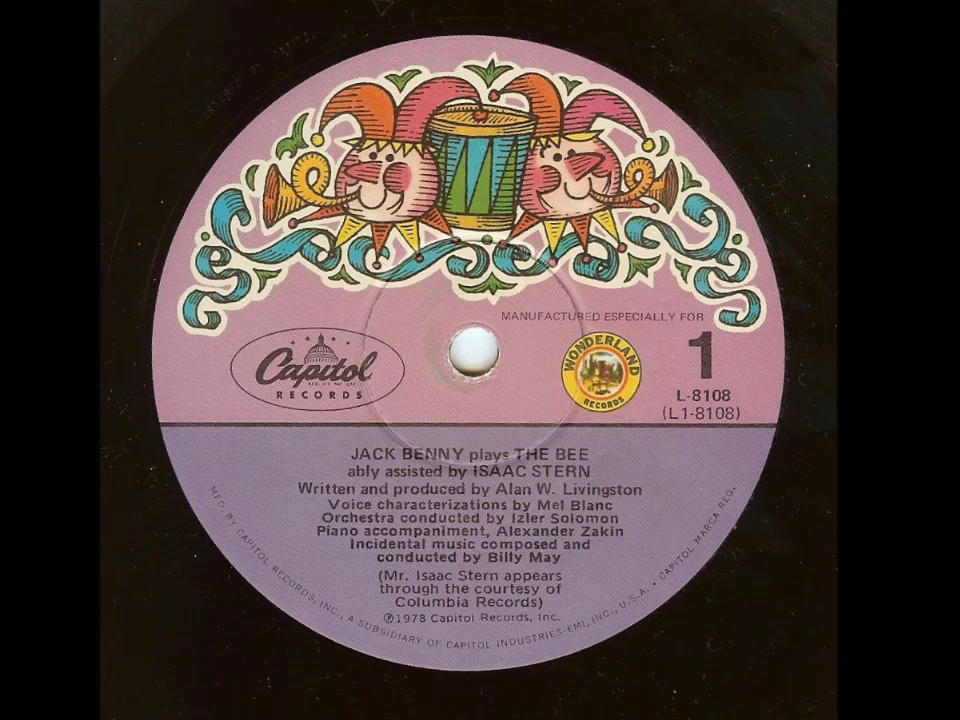 MANUFACTURED ESPECIALLY FOR
Capitol
RECORDS
WONDERLAND
RECORDS
1
L-8108
(L1-8108)
JACK BENNY plays THE BEE
ably assisted by ISAAC STERN
Written and produced by Alan W. Livingston
Voice characterizations by Mel Blanc
Orchestra conducted by Izler Solomon
Piano accompaniment, Alexander Zakin
Incidental music composed and
conducted by Billy May
(Mr. Isaac Stern appears
through the courtesy of
Columbia Records)
℗1978 Capitol Records, Inc.
MFD. BY CAPITOL RECORDS, INC., A SUBSIDIARY OF CAPITOL INDUSTRIES-EMI, INC., U.S.A. • CAPITOL MARCA REG.